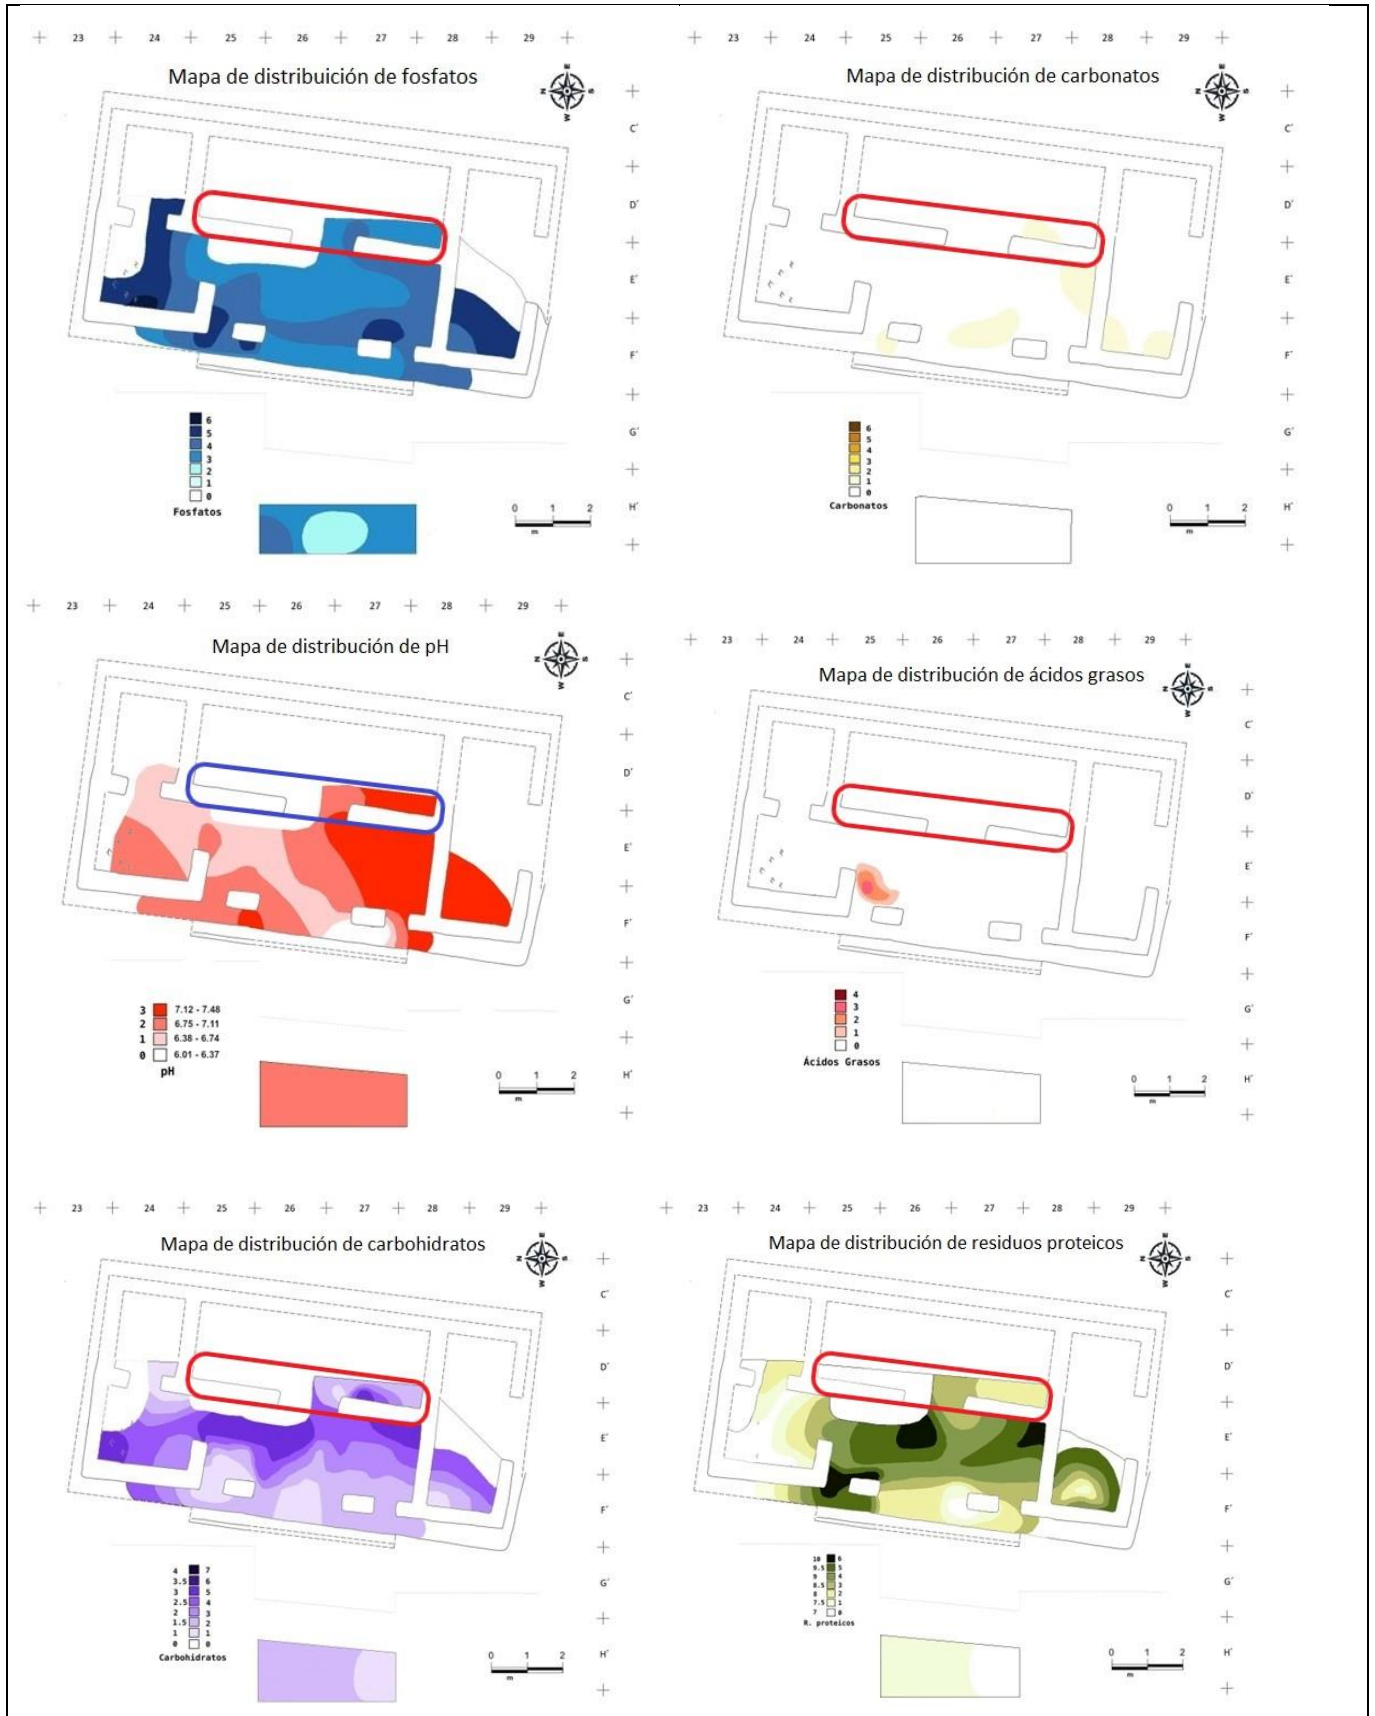 23 24 25 26 27 28 29
Mapa de distribuición de fosfatos
E
N S
W
C'
D'
E'
F'
G'
H'
6
5
4
3
2
1
0
Fosfatos
0 1 2
m
23 24 25 26 27 28 29
Mapa de distribución de carbonatos
E
N S
W
C'
D'
E'
F'
G'
H'
6
5
4
3
2
1
0
Carbonatos
0 1 2
m
23 24 25 26 27 28 29
Mapa de distribución de pH
E
N S
W
C'
D'
E'
F'
G'
H'
3 7.12 - 7.48
2 6.75 - 7.11
1 6.38 - 6.74
0 6.01 - 6.37
pH
0 1 2
m
23 24 25 26 27 28 29
Mapa de distribución de ácidos grasos
E
N S
W
C'
D'
E'
F'
G'
H'
4
3
2
1
0
Ácidos Grasos
0 1 2
m
23 24 25 26 27 28 29
Mapa de distribución de carbohidratos
E
N S
W
C'
D'
E'
F'
G'
H'
4 7
3.5 6
3 5
2.5 4
2 3
1.5 2
1 1
0 0
Carbohidratos
0 1 2
m
23 24 25 26 27 28 29
Mapa de distribución de residuos proteicos
E
N S
W
C'
D'
E'
F'
G'
H'
10 6
9.5 5
9 4
8.5 3
8 2
7.5 1
7 0
R. proteicos
0 1 2
m